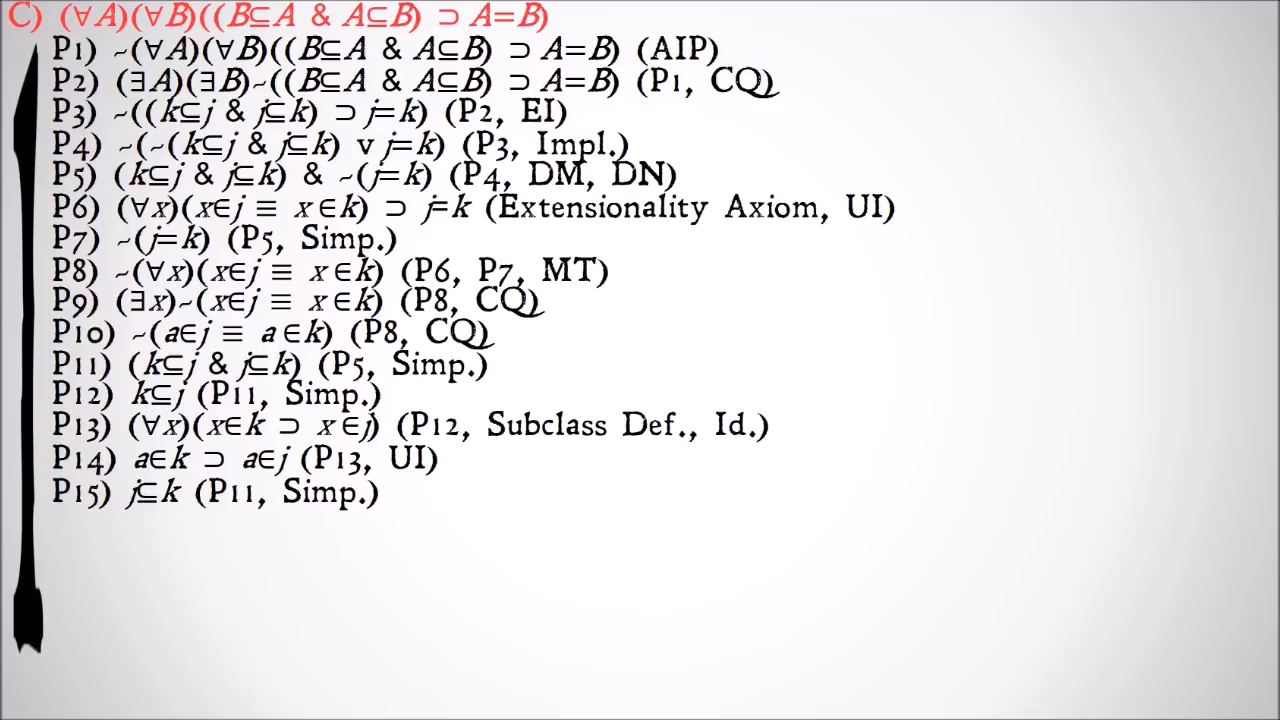 C) (∀A)(∀B)((B⊆A & A⊆B) ⊃ A=B)
P1) ~(∀A)(∀B)((B⊆A & A⊆B) ⊃ A=B) (AIP)
P2) (∃A)(∃B)~((B⊆A & A⊆B) ⊃ A=B) (P1, CQ)
P3) ~((k⊆j & j⊆k) ⊃ j=k) (P2, EI)
P4) ~(~(k⊆j & j⊆k) v j=k) (P3, Impl.)
P5) (k⊆j & j⊆k) & ~(j=k) (P4, DM, DN)
P6) (∀x)(x∈j ≡ x∈k) ⊃ j=k (Extensionality Axiom, UI)
P7) ~(j=k) (P5, Simp.)
P8) ~(∀x)(x∈j ≡ x∈k) (P6, P7, MT)
P9) (∃x)~(x∈j ≡ x∈k) (P8, CQ)
P10) ~(a∈j ≡ a∈k) (P8, CQ)
P11) (k⊆j & j⊆k) (P5, Simp.)
P12) k⊆j (P11, Simp.)
P13) (∀x)(x∈k ⊃ x∈j) (P12, Subclass Def., Id.)
P14) a∈k ⊃ a∈j (P13, UI)
P15) j⊆k (P11, Simp.)